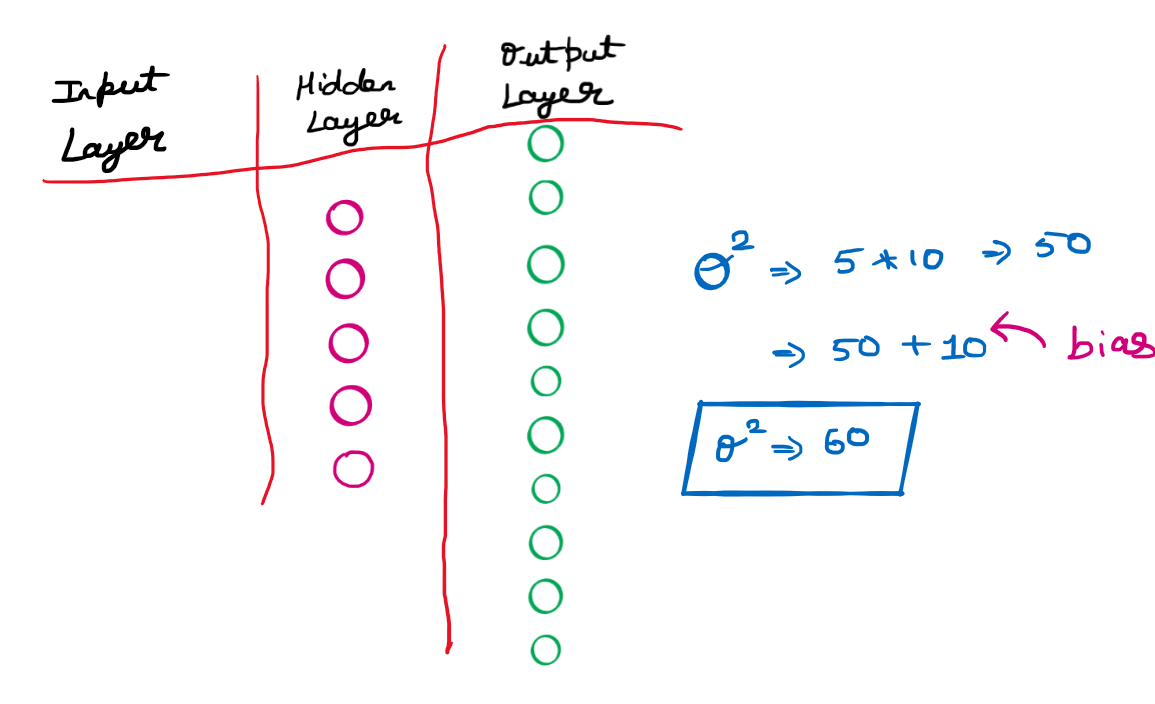 Input
Layer
Hidden
Layer
Output
Layer
Θ² ⇒ 5 * 10 ⇒ 50
⇒ 50 + 10 ← bias
θ² ⇒ 60